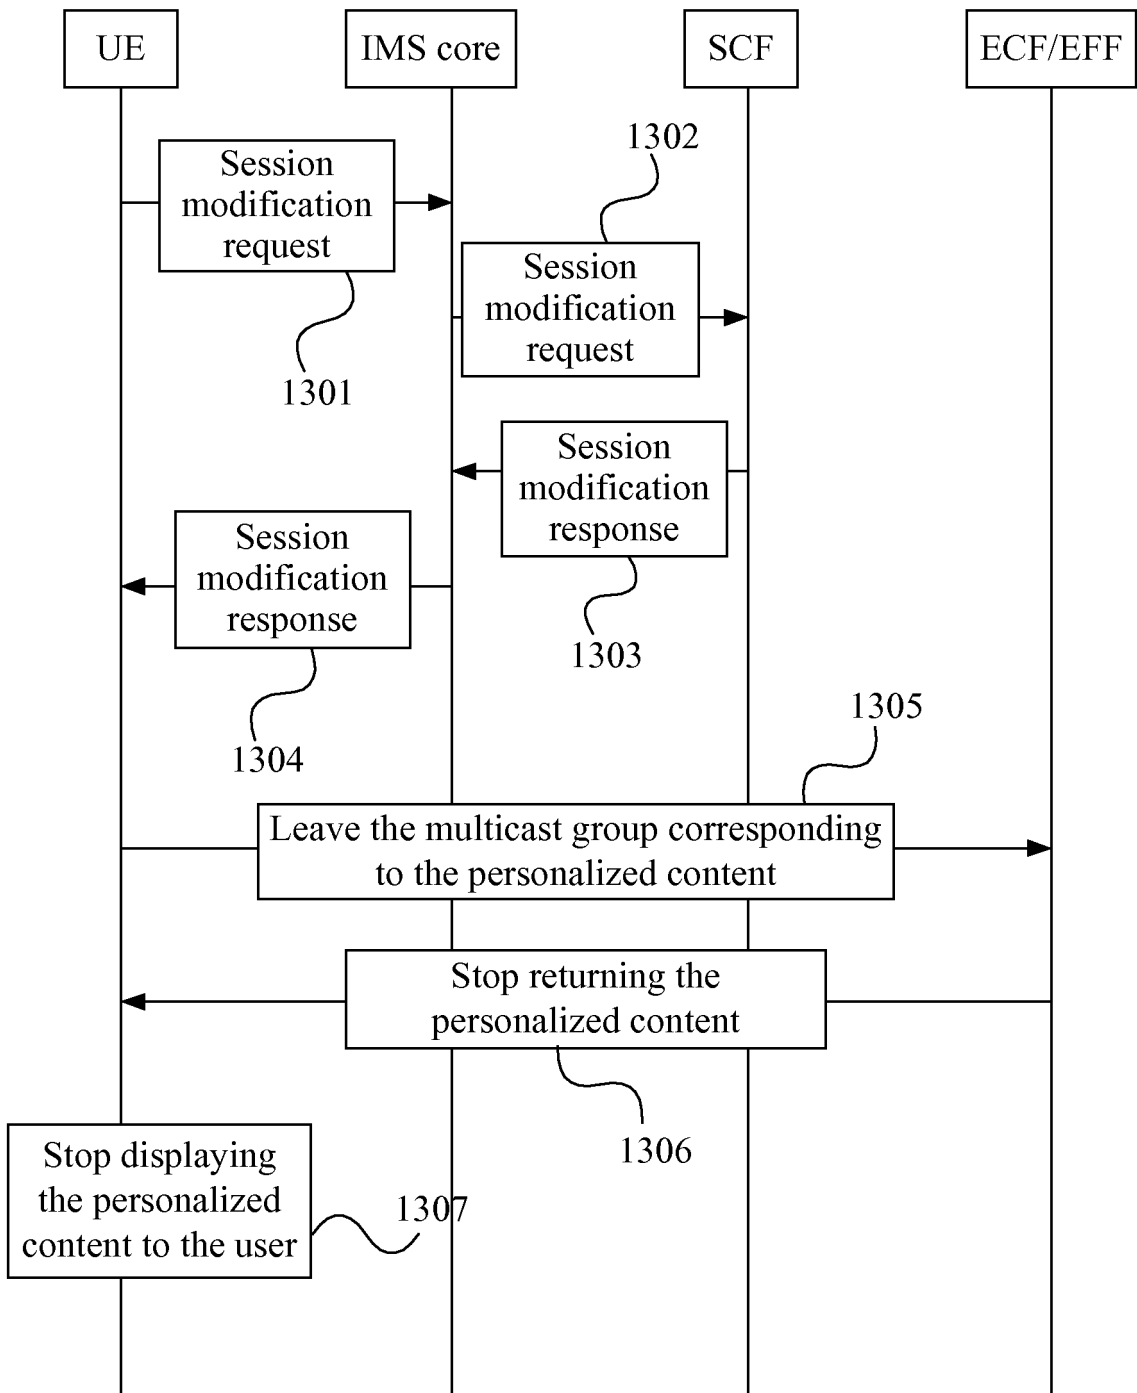 UE
IMS core
SCF
ECF/EFF
Session
modification
request
1301
1302
Session
modification
request
Session
modification
response
1303
Session
modification
response
1304
1305
Leave the multicast group corresponding
to the personalized content
Stop returning the
personalized content
1306
Stop displaying
the personalized
content to the user
1307